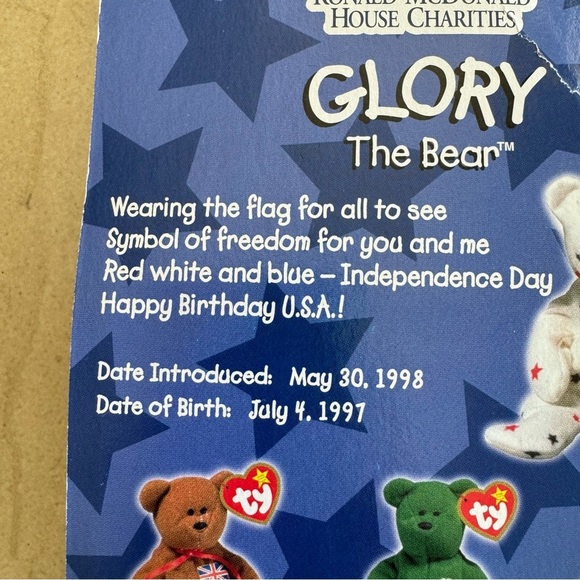 RONALD MCDONALD
HOUSE CHARITIES
GLORY
The Bear™
Wearing the flag for all to see
Symbol of freedom for you and me
Red white and blue – Independence Day
Happy Birthday U.S.A.!
Date Introduced: May 30, 1998
Date of Birth: July 4, 1997
ty
ty